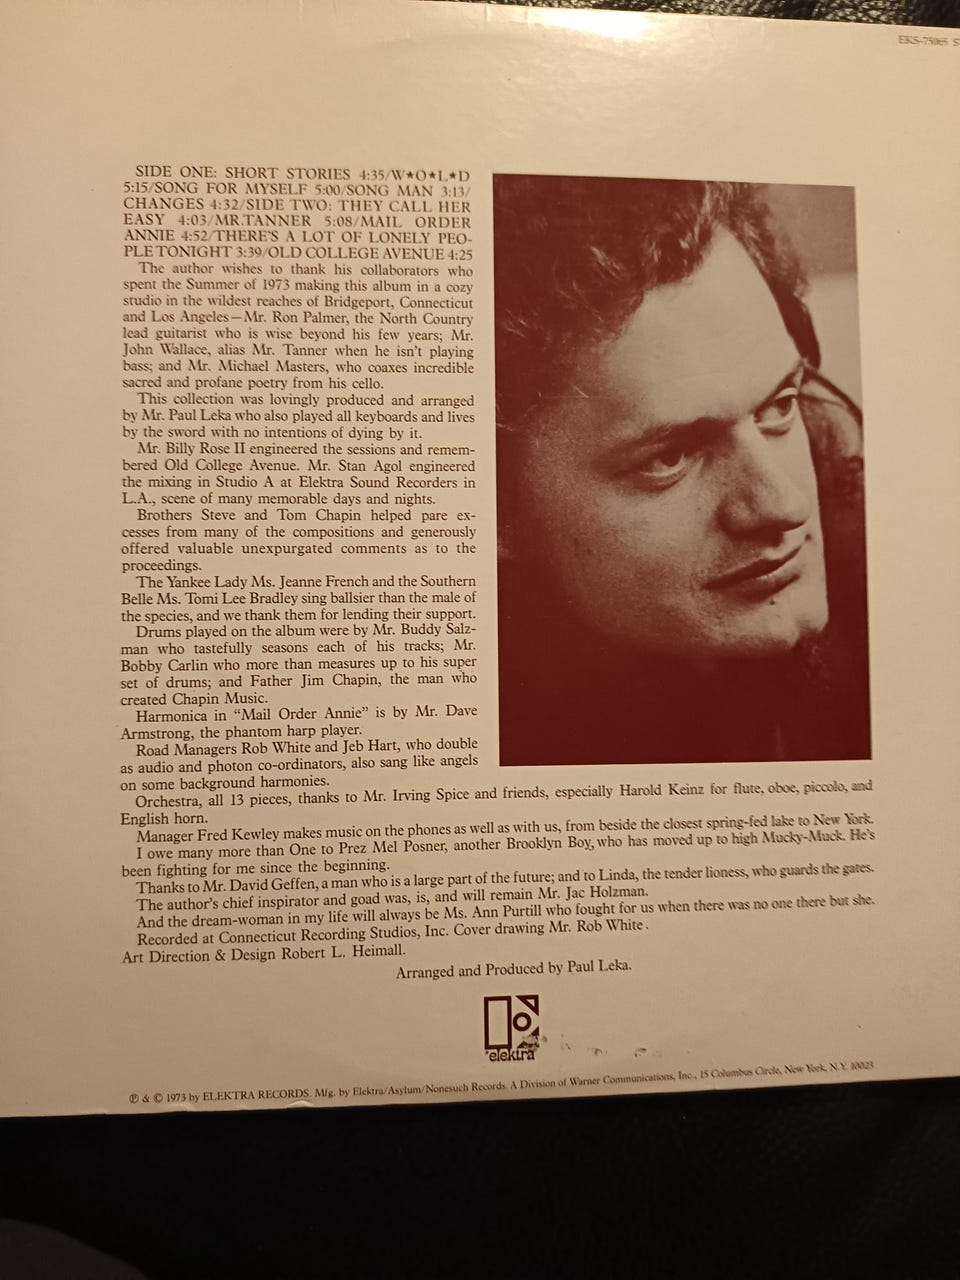 EKS-75065 S
SIDE ONE: SHORT STORIES 4:35/W★O★L★D
5:15/SONG FOR MYSELF 5:00/SONG MAN 3:13/
CHANGES 4:32/SIDE TWO: THEY CALL HER
EASY 4:03/MR.TANNER 5:08/MAIL ORDER
ANNIE 4:52/THERE'S A LOT OF LONELY PEO-
PLE TONIGHT 3:39/OLD COLLEGE AVENUE 4:25
The author wishes to thank his collaborators who
spent the Summer of 1973 making this album in a cozy
studio in the wildest reaches of Bridgeport, Connecticut
and Los Angeles—Mr. Ron Palmer, the North Country
lead guitarist who is wise beyond his few years; Mr.
John Wallace, alias Mr. Tanner when he isn't playing
bass; and Mr. Michael Masters, who coaxes incredible
sacred and profane poetry from his cello.
This collection was lovingly produced and arranged
by Mr. Paul Leka who also played all keyboards and lives
by the sword with no intentions of dying by it.
Mr. Billy Rose II engineered the sessions and remem-
bered Old College Avenue. Mr. Stan Agol engineered
the mixing in Studio A at Elektra Sound Recorders in
L.A., scene of many memorable days and nights.
Brothers Steve and Tom Chapin helped pare ex-
cesses from many of the compositions and generously
offered valuable unexpurgated comments as to the
proceedings.
The Yankee Lady Ms. Jeanne French and the Southern
Belle Ms. Tomi Lee Bradley sing ballsier than the male of
the species, and we thank them for lending their support.
Drums played on the album were by Mr. Buddy Salz-
man who tastefully seasons each of his tracks; Mr.
Bobby Carlin who more than measures up to his super
set of drums; and Father Jim Chapin, the man who
created Chapin Music.
Harmonica in "Mail Order Annie" is by Mr. Dave
Armstrong, the phantom harp player.
Road Managers Rob White and Jeb Hart, who double
as audio and photon co-ordinators, also sang like angels
on some background harmonies.
Orchestra, all 13 pieces, thanks to Mr. Irving Spice and friends, especially Harold Keinz for flute, oboe, piccolo, and
English horn.
Manager Fred Kewley makes music on the phones as well as with us, from beside the closest spring-fed lake to New York.
I owe many more than One to Prez Mel Posner, another Brooklyn Boy, who has moved up to high Mucky-Muck. He's
been fighting for me since the beginning.
Thanks to Mr. David Geffen, a man who is a large part of the future; and to Linda, the tender lioness, who guards the gates.
The author's chief inspirator and goad was, is, and will remain Mr. Jac Holzman.
And the dream-woman in my life will always be Ms. Ann Purtill who fought for us when there was no one there but she.
Recorded at Connecticut Recording Studios, Inc. Cover drawing Mr. Rob White.
Art Direction & Design Robert L. Heimall.
Arranged and Produced by Paul Leka.
elektra
℗ & © 1973 by ELEKTRA RECORDS. Mfg. by Elektra/Asylum/Nonesuch Records. A Division of Warner Communications, Inc., 15 Columbus Circle, New York, N.Y. 10023